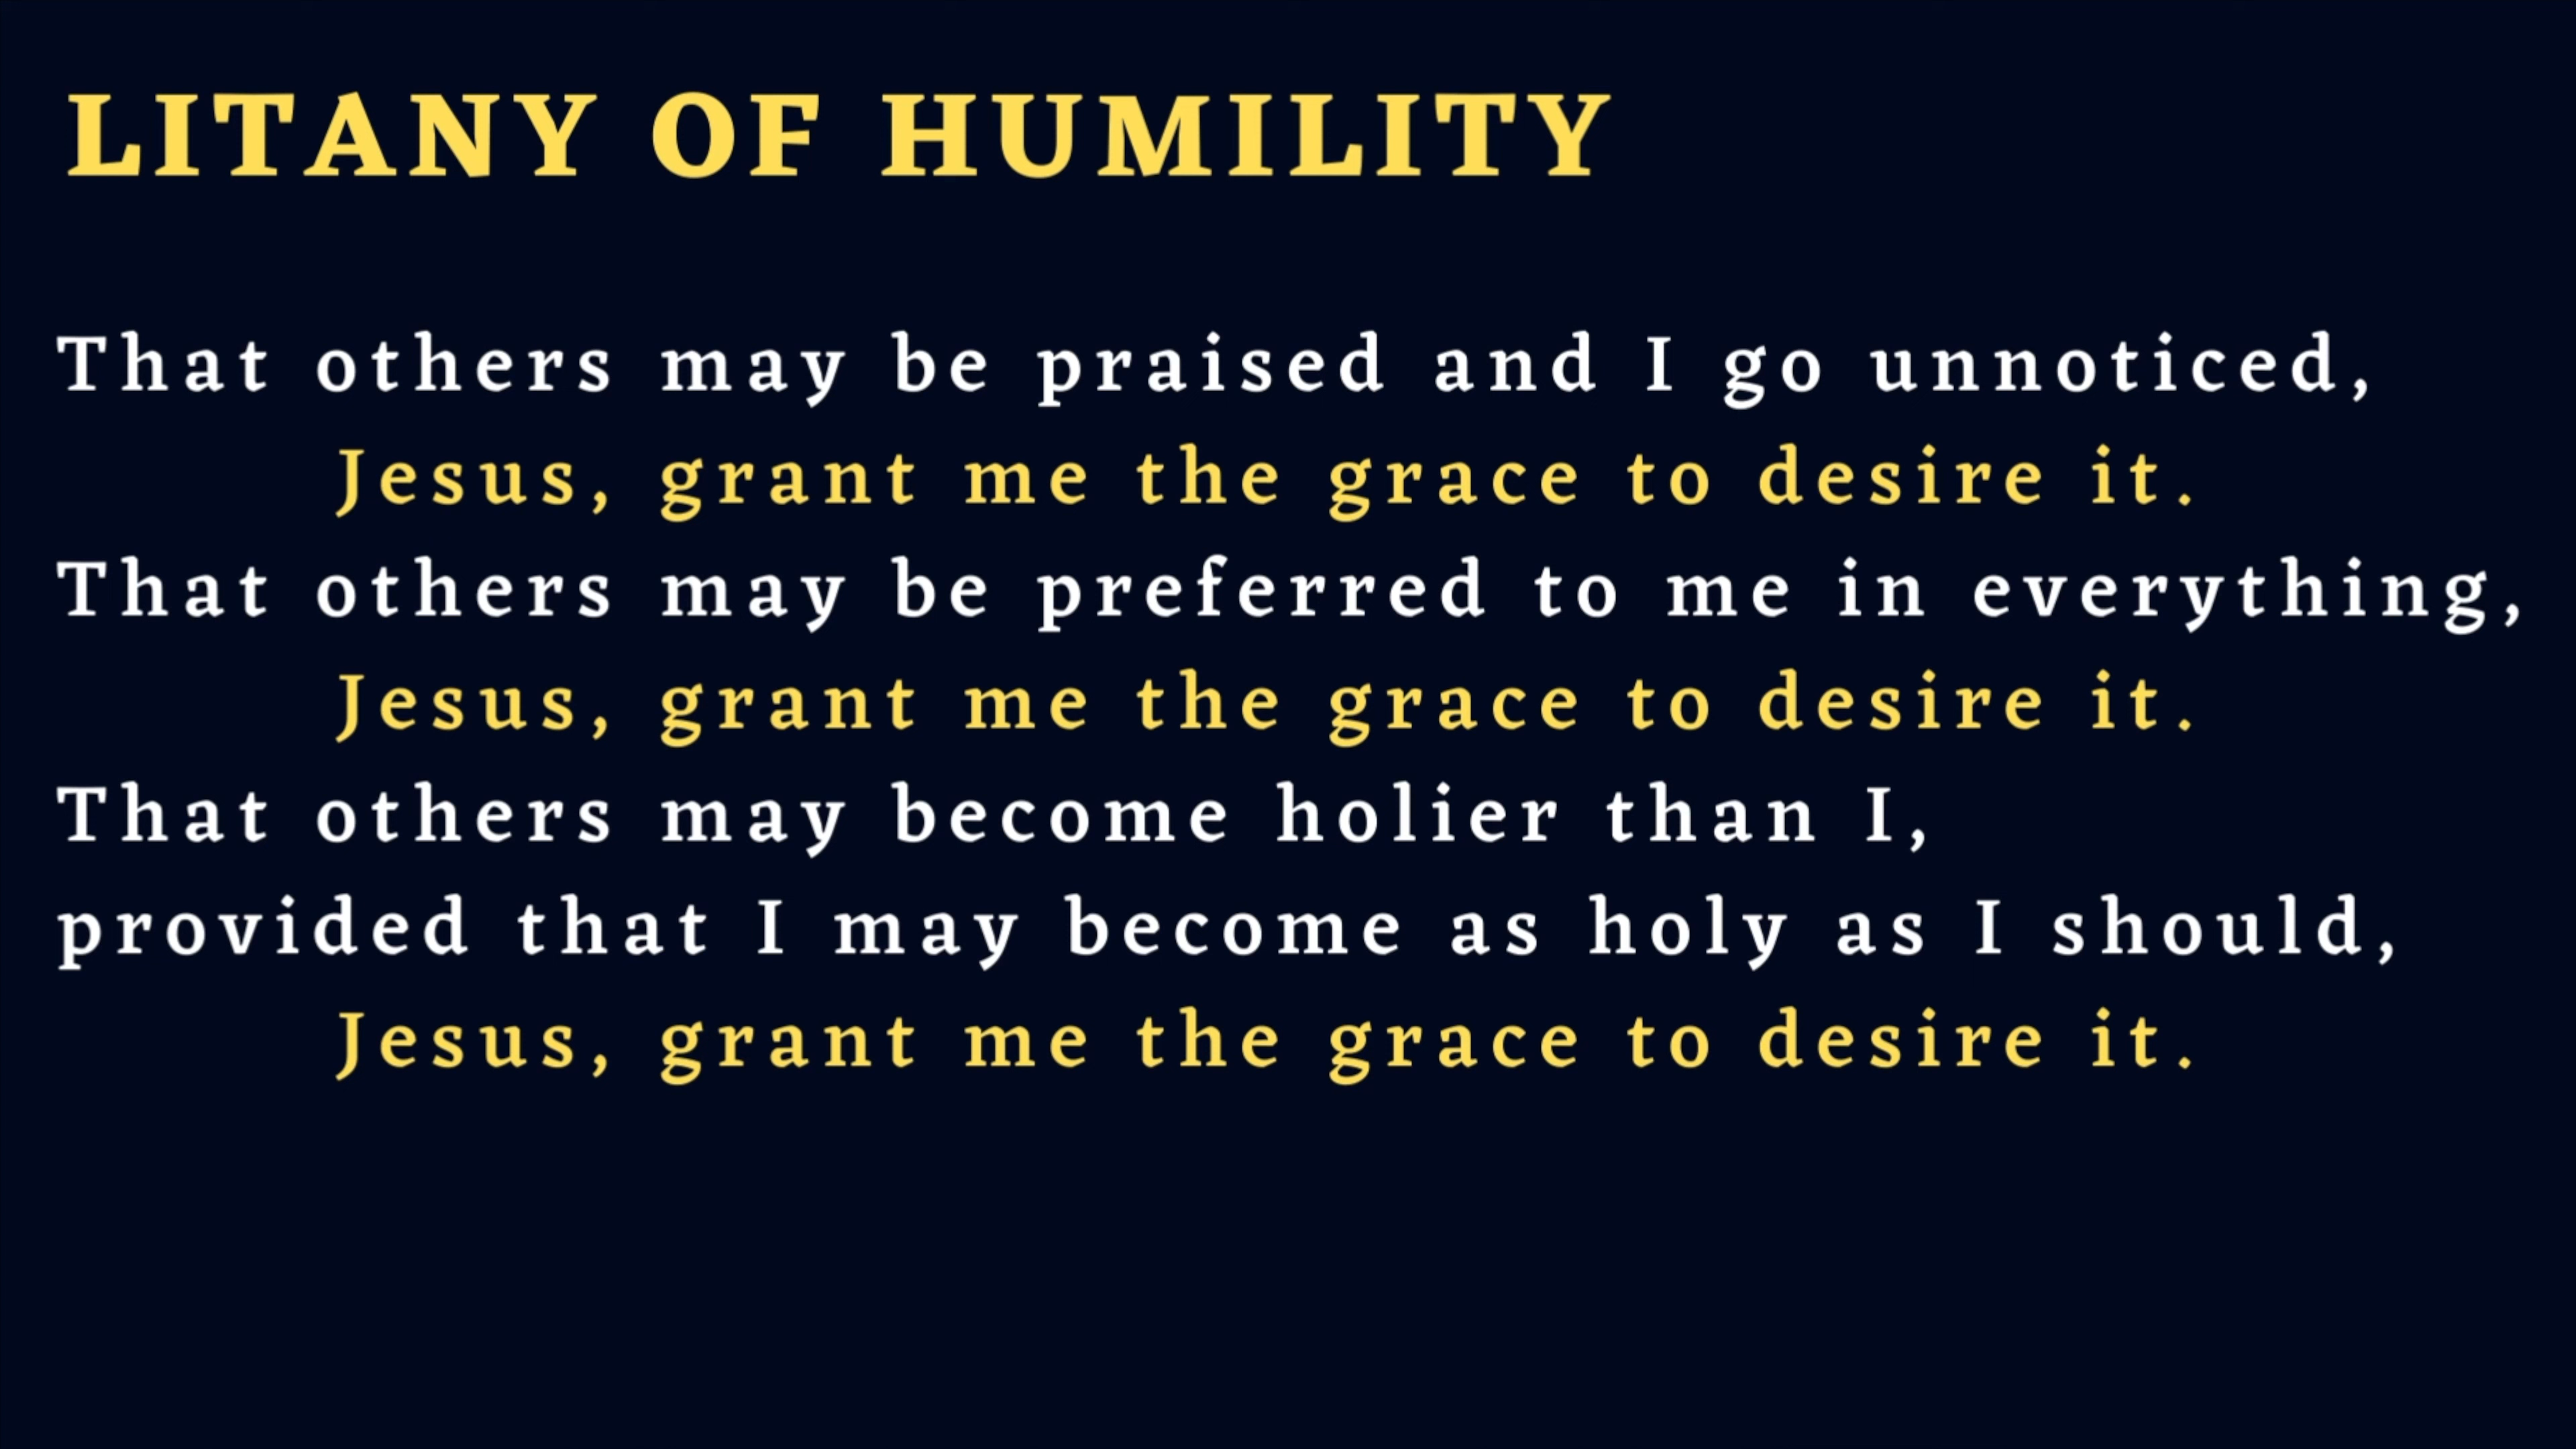 LITANY OF HUMILITY
That others may be praised and I go unnoticed,
Jesus, grant me the grace to desire it.
That others may be preferred to me in everything,
Jesus, grant me the grace to desire it.
That others may become holier than I,
provided that I may become as holy as I should,
Jesus, grant me the grace to desire it.